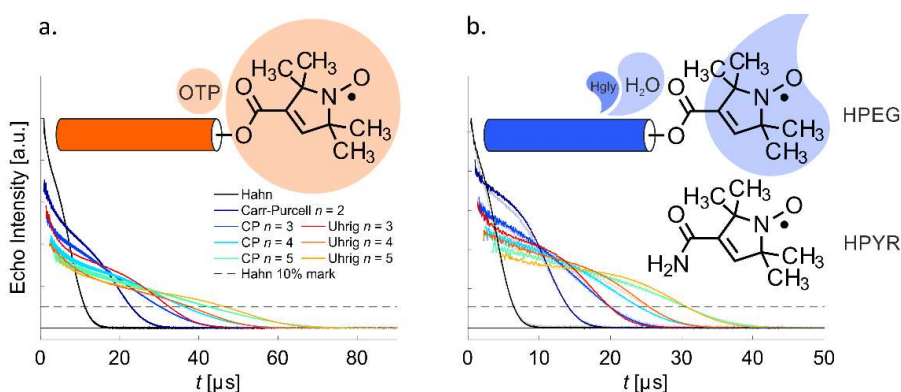 a.
b.
OTP
H₃C
CH₃
O
N
O
•
O
CH₃
CH₃
Hgly
H₂O
H₃C
CH₃
O
N
O
•
O
CH₃
CH₃
HPEG
H₃C
CH₃
O
N
O
•
H₂N
CH₃
CH₃
HPYR
Echo Intensity [a.u.]
Hahn
Carr-Purcell n = 2
CP n = 3 Uhrig n = 3
CP n = 4 Uhrig n = 4
CP n = 5 Uhrig n = 5
Hahn 10% mark
0 20 40 60 80
t [µs]
0 10 20 30 40 50
t [µs]